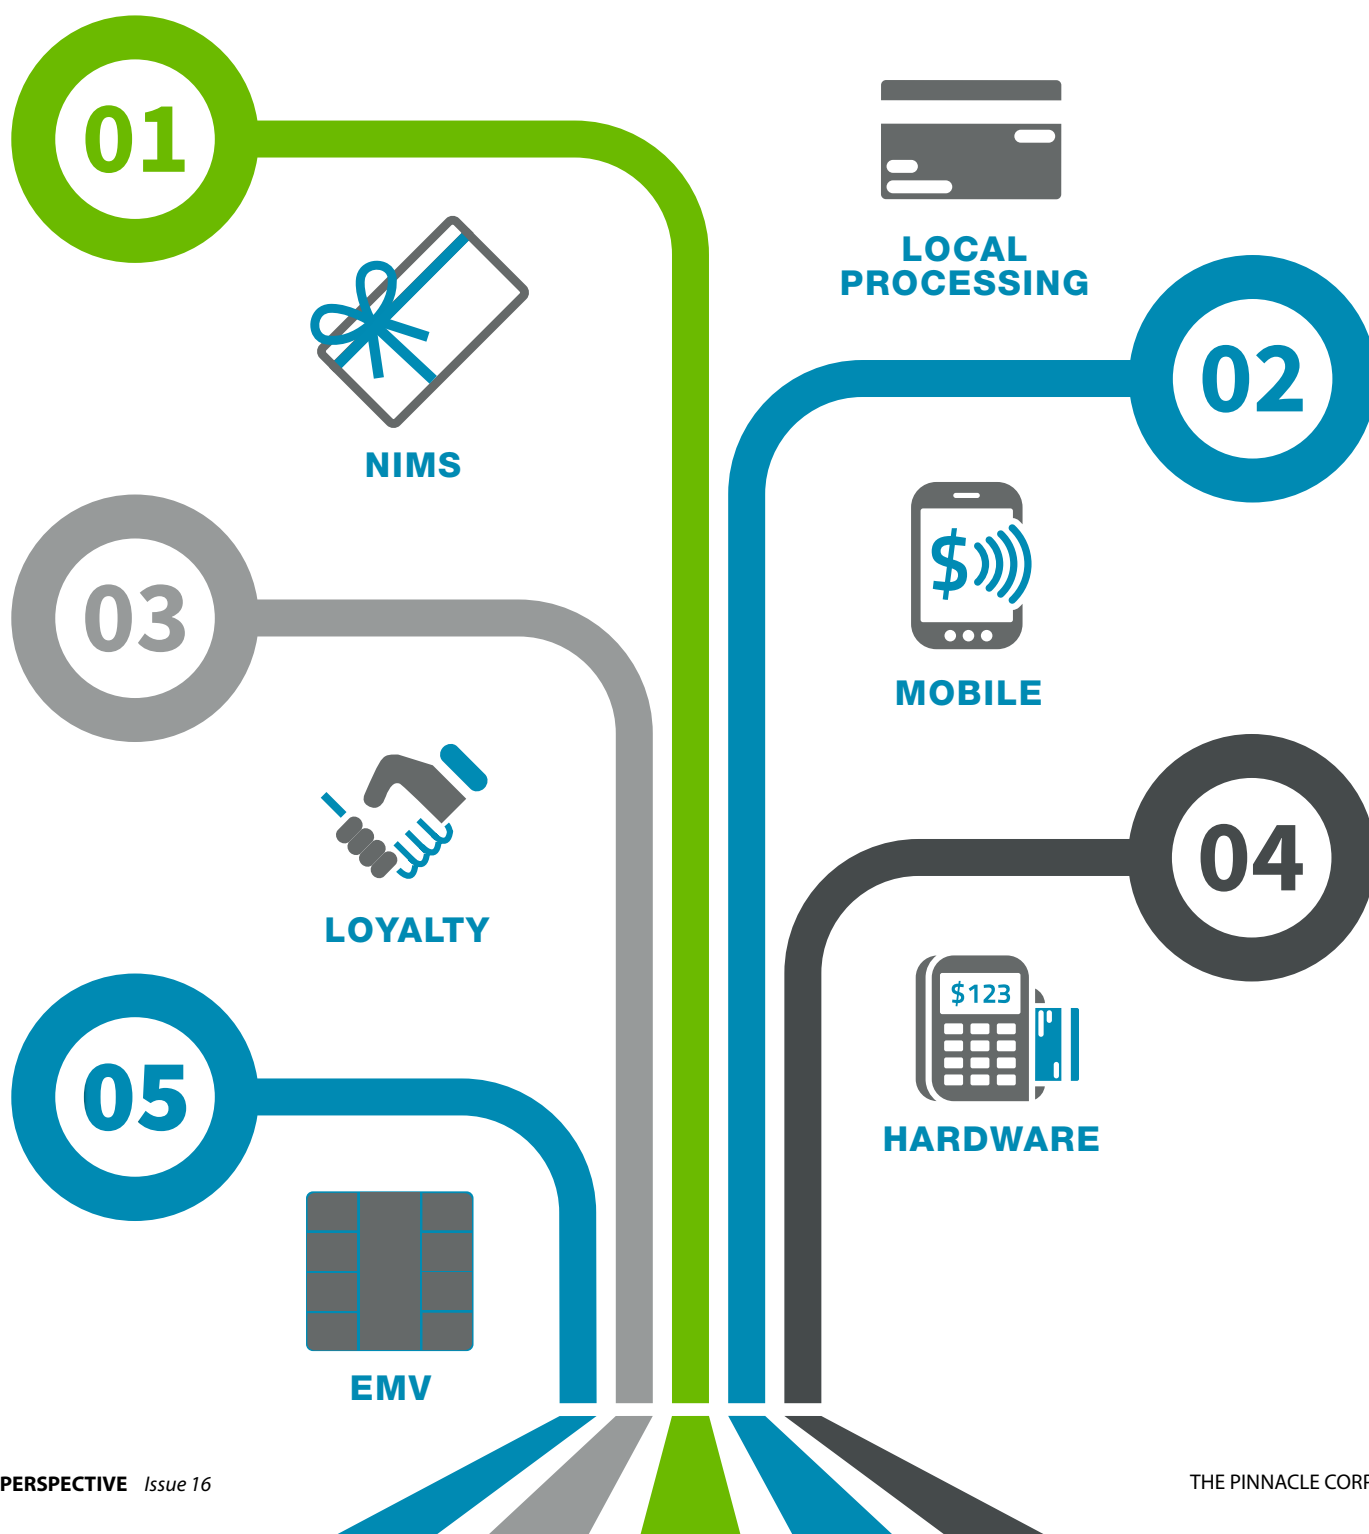 01
LOCAL
PROCESSING
02
NIMS
03
MOBILE
04
LOYALTY
$
$123
05
HARDWARE
EMV
PERSPECTIVE Issue 16
THE PINNACLE CORP